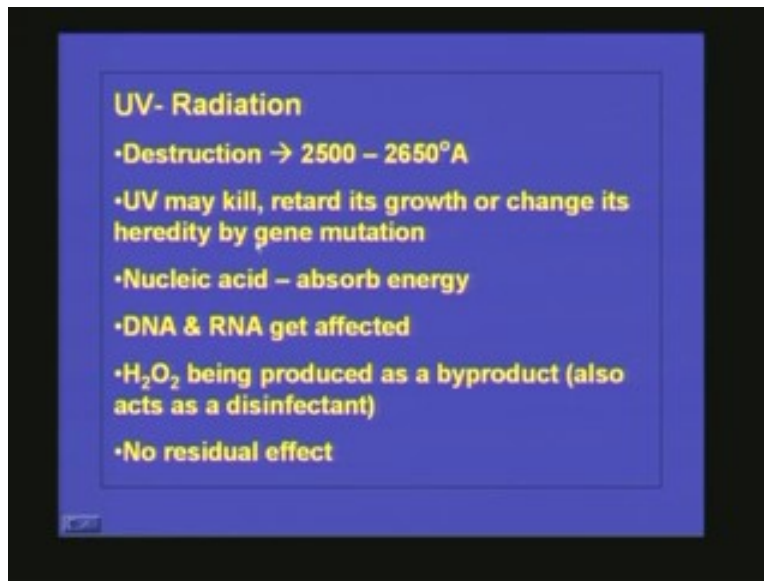 UV- Radiation
•Destruction → 2500 – 2650°A
•UV may kill, retard its growth or change its
heredity by gene mutation
•Nucleic acid – absorb energy
•DNA & RNA get affected
•H₂O₂ being produced as a byproduct (also
acts as a disinfectant)
•No residual effect